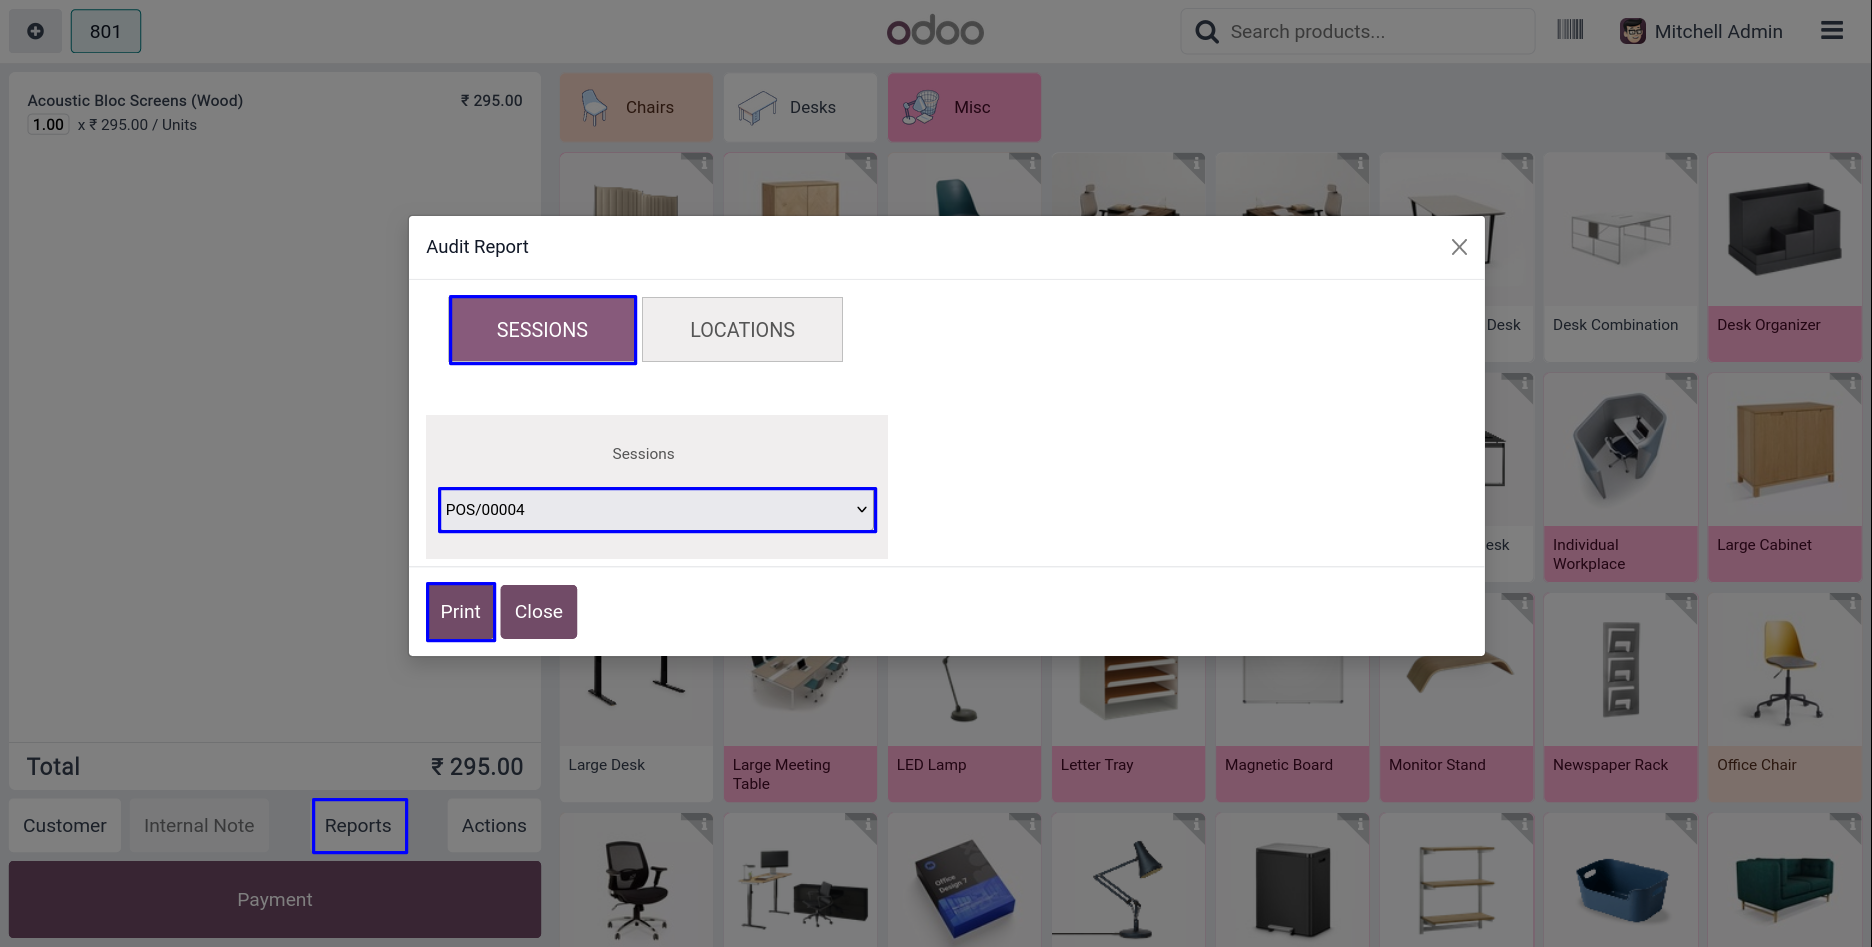 801
odoo
Search products...
Mitchell Admin
Acoustic Bloc Screens (Wood)
₹ 295.00
1.00 x ₹ 295.00 / Units
Chairs
Desks
Misc
Audit Report
SESSIONS
LOCATIONS
Sessions
POS/00004
Print
Close
Desk
Desk Combination
Desk Organizer
esk
Individual
Workplace
Large Cabinet
Large Desk
Large Meeting
Table
LED Lamp
Letter Tray
Magnetic Board
Monitor Stand
Newspaper Rack
Office Chair
Total
₹ 295.00
Customer
Internal Note
Reports
Actions
Payment
Office
Design 7